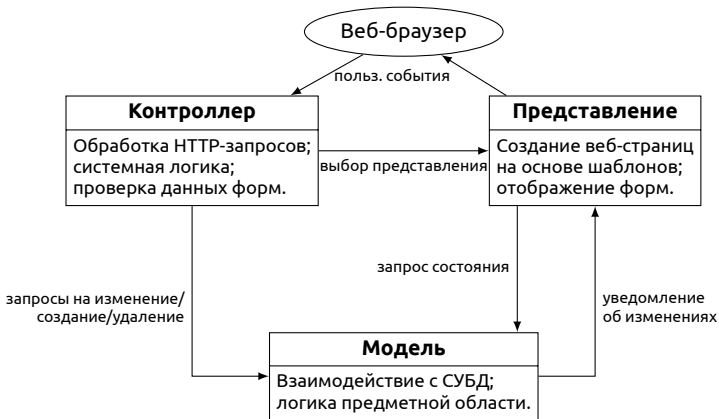 Веб-браузер
польз. события
Контроллер
Обработка HTTP-запросов;
системная логика;
проверка данных форм.
выбор представления
Представление
Создание веб-страниц
на основе шаблонов;
отображение форм.
запрос состояния
запросы на изменение/
создание/удаление
уведомление
об изменениях
Модель
Взаимодействие с СУБД;
логика предметной области.